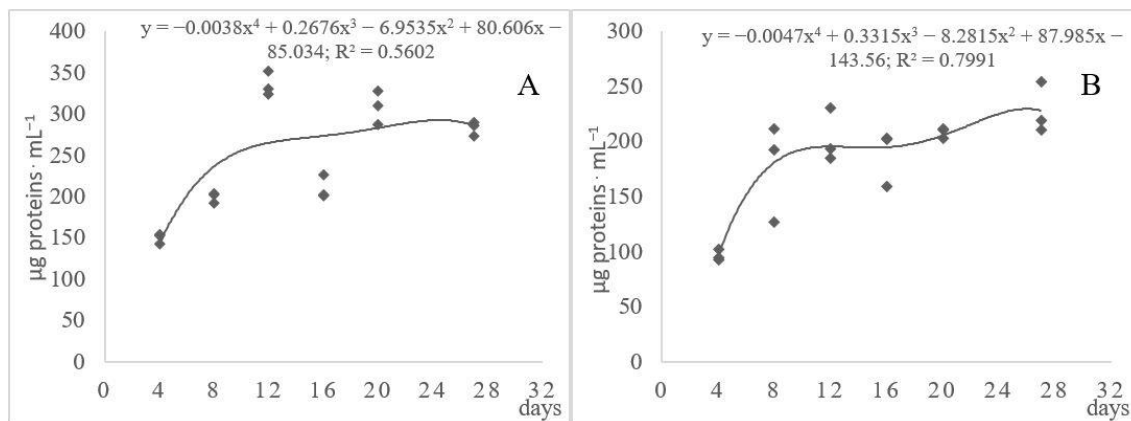 y = −0.0038x⁴ + 0.2676x³ − 6.9535x² + 80.606x −
85.034; R² = 0.5602
A
400
350
300
250
200
150
100
50
0
µg proteins · mL⁻¹
0 4 8 12 16 20 24 28 32
days
y = −0.0047x⁴ + 0.3315x³ − 8.2815x² + 87.985x −
143.56; R² = 0.7991
B
300
250
200
150
100
50
0
µg proteins · mL⁻¹
0 4 8 12 16 20 24 28 32
days